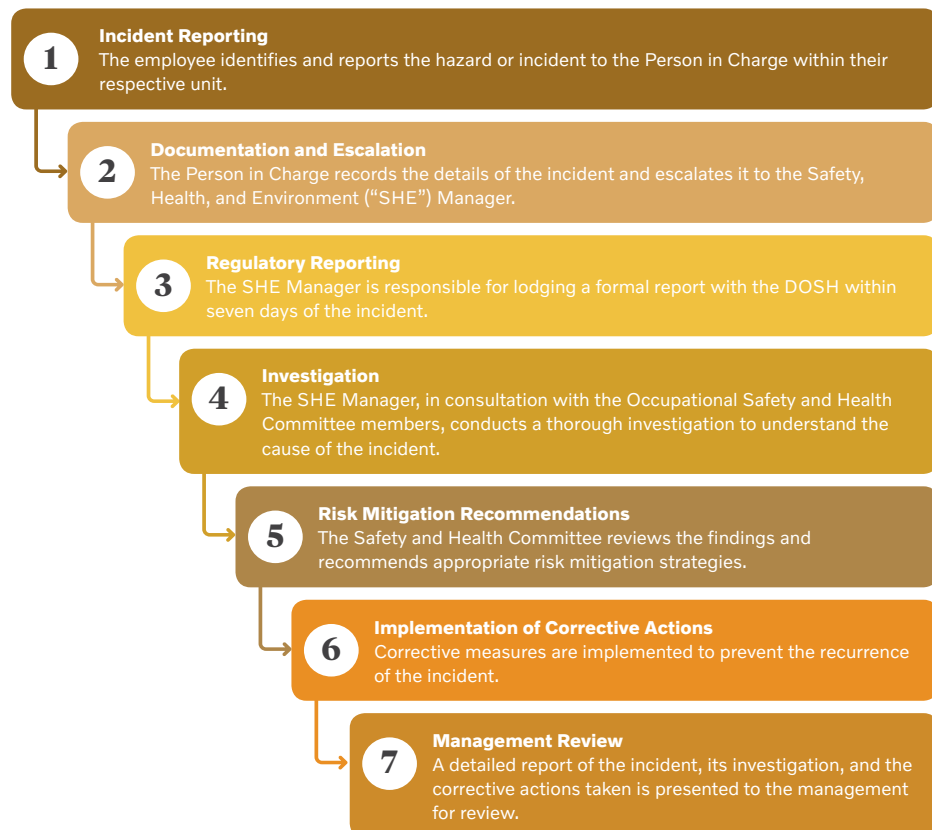 1
Incident Reporting
The employee identifies and reports the hazard or incident to the Person in Charge within their
respective unit.
2
Documentation and Escalation
The Person in Charge records the details of the incident and escalates it to the Safety,
Health, and Environment (“SHE”) Manager.
3
Regulatory Reporting
The SHE Manager is responsible for lodging a formal report with the DOSH within
seven days of the incident.
4
Investigation
The SHE Manager, in consultation with the Occupational Safety and Health
Committee members, conducts a thorough investigation to understand the
cause of the incident.
5
Risk Mitigation Recommendations
The Safety and Health Committee reviews the findings and
recommends appropriate risk mitigation strategies.
6
Implementation of Corrective Actions
Corrective measures are implemented to prevent the recurrence
of the incident.
7
Management Review
A detailed report of the incident, its investigation, and the
corrective actions taken is presented to the management
for review.